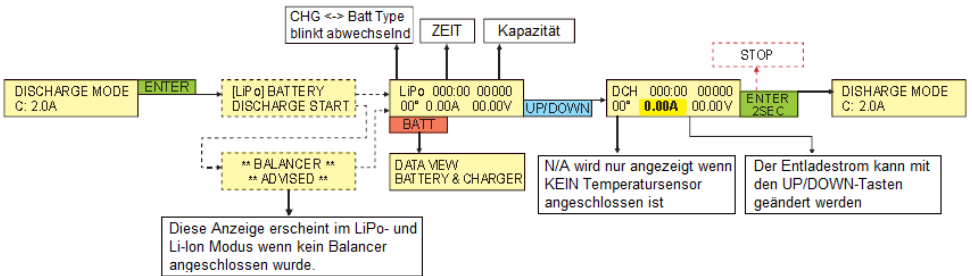 CHG <-> Batt Type
blinkt abwechselnd
ZEIT
Kapazität
STOP
DISCHARGE MODE
C: 2.0A
ENTER
[LiPo] BATTERY
DISCHARGE START
LiPo 000:00 00000
00° 0.00A 00.00V
BATT
UP/DOWN
DCH 000:00 00000
00° 0.00A 00.00V
ENTER
2SEC
DISHARGE MODE
C: 2.0A
** BALANCER **
** ADVISED **
DATA VIEW
BATTERY & CHARGER
N/A wird nur angezeigt wenn
KEIN Temperatursensor
angeschlossen ist
Der Entladestrom kann mit
den UP/DOWN-Tasten
geändert werden
Diese Anzeige erscheint im LiPo- und
Li-Ion Modus wenn kein Balancer
angeschlossen wurde.